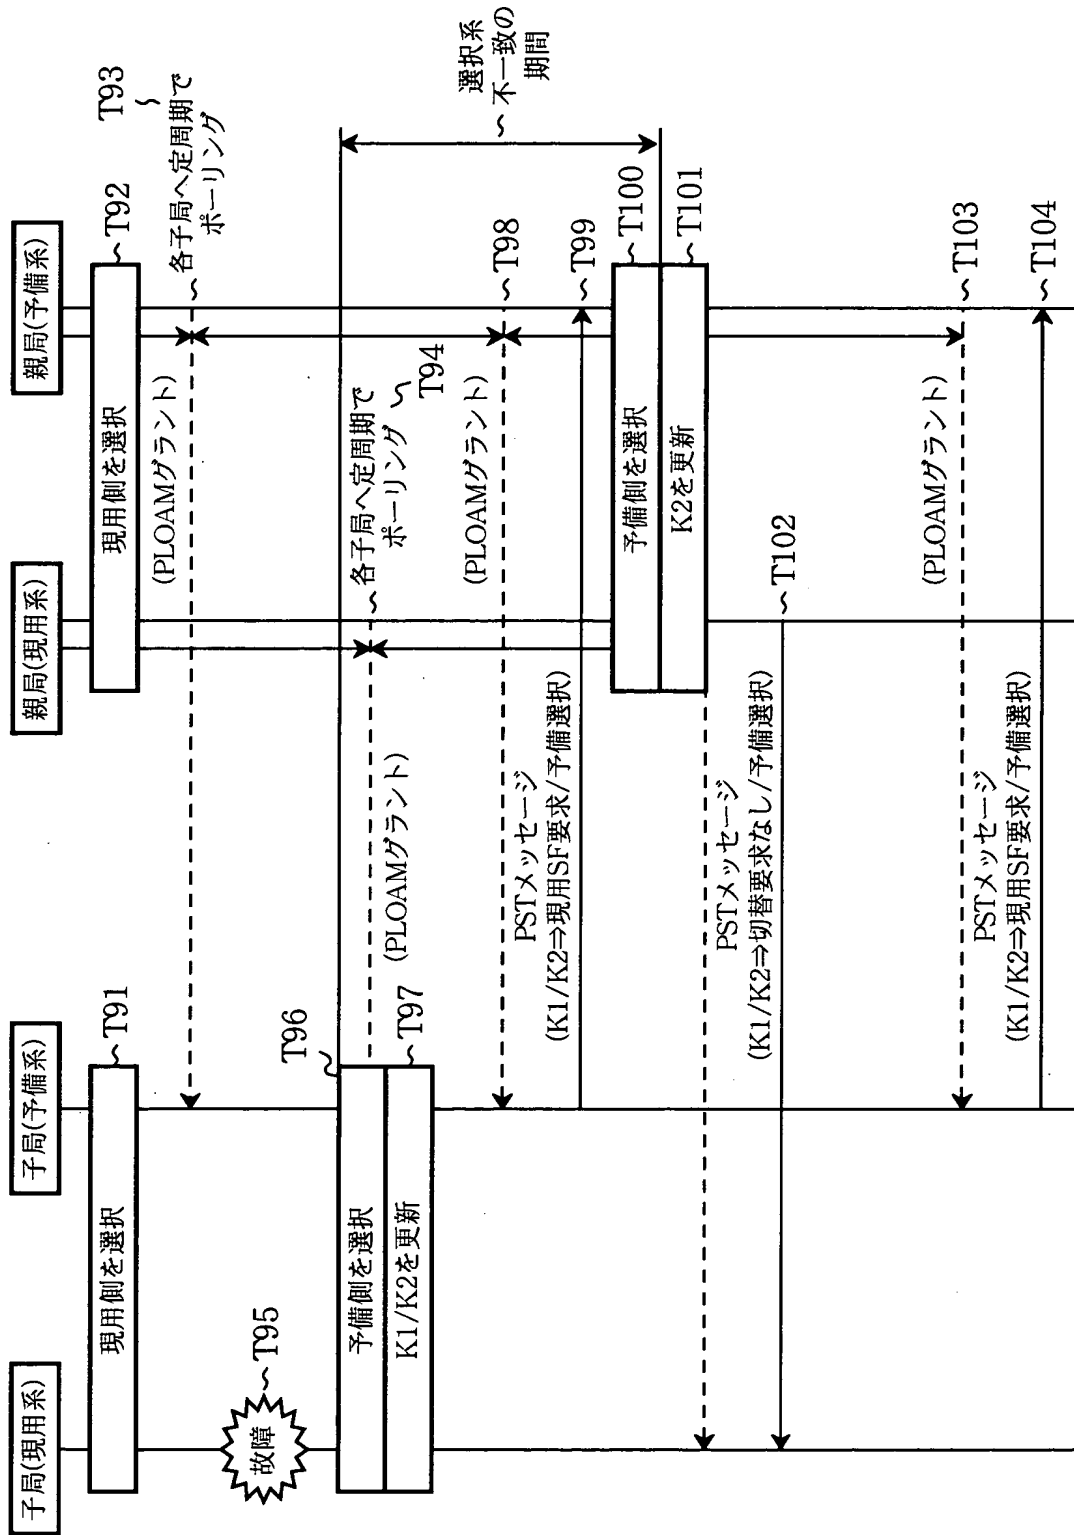 子局(現用系)
子局(予備系)
親局(現用系)
親局(予備系)
現用側を選択
T91
現用側を選択
T92
(PLOAMグラント)
各子局へ定周期で
ポーリング
T93
故障
T95
T96
予備側を選択
K1/K2を更新
T97
(PLOAMグラント)
各子局へ定周期で
ポーリング
T94
選択系
不一致の
期間
(PLOAMグラント)
T98
PSTメッセージ
(K1/K2⇒現用SF要求/予備選択)
T99
予備側を選択
T100
K2を更新
T101
PSTメッセージ
(K1/K2⇒切替要求なし/予備選択)
T102
(PLOAMグラント)
T103
PSTメッセージ
(K1/K2⇒現用SF要求/予備選択)
T104